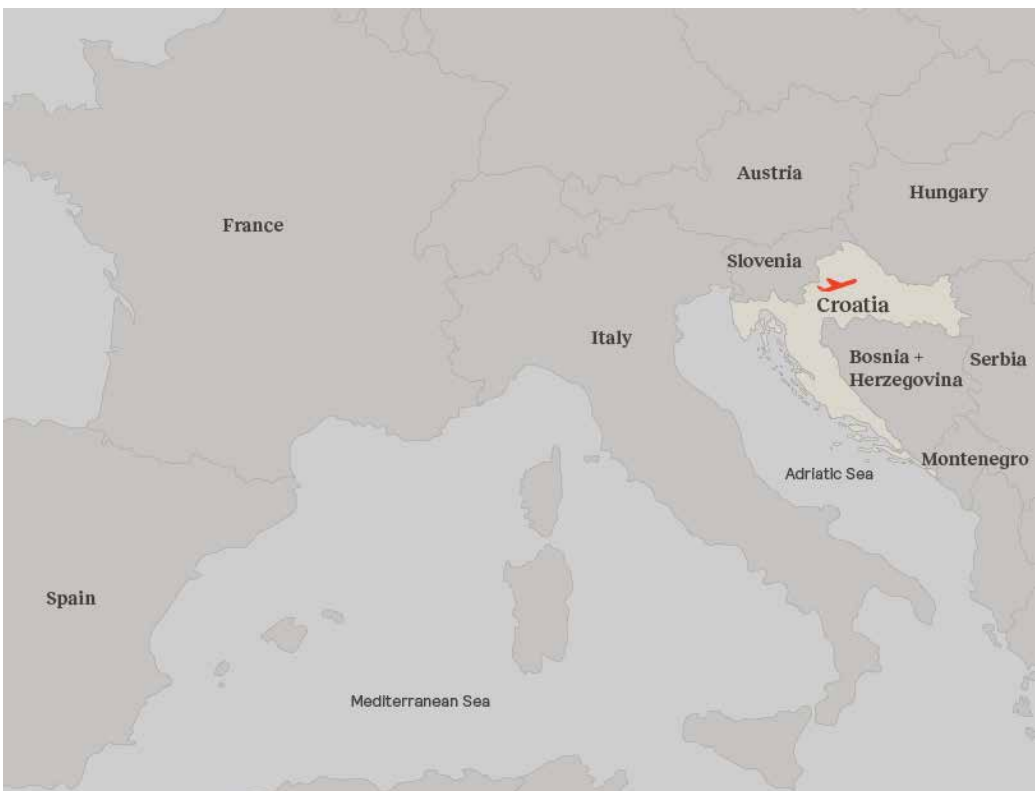 Austria
Hungary
France
Slovenia
Croatia
Italy
Bosnia +
Herzegovina
Serbia
Montenegro
Adriatic Sea
Spain
Mediterranean Sea